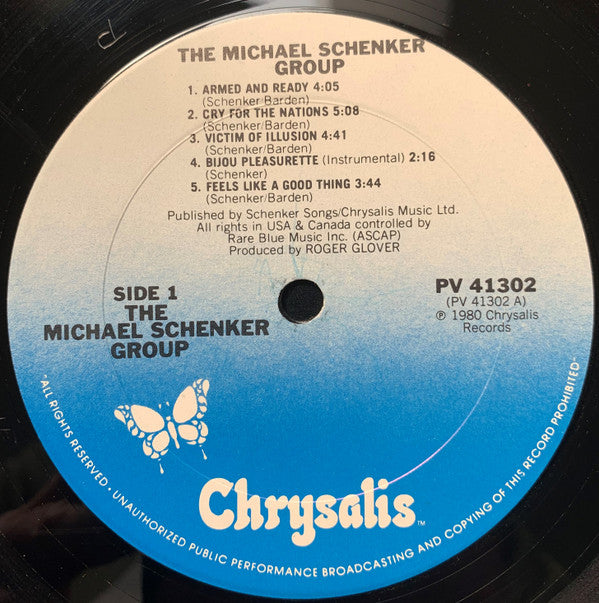 THE MICHAEL SCHENKER
GROUP
1. ARMED AND READY 4:05
(Schenker Barden)
2. CRY FOR THE NATIONS 5:08
(Schenker/Barden)
3. VICTIM OF ILLUSION 4:41
(Schenker/Barden)
4. BIJOU PLEASURETTE (Instrumental) 2:16
(Schenker)
5. FEELS LIKE A GOOD THING 3:44
(Schenker/Barden)
Published by Schenker Songs/Chrysalis Music Ltd.
All rights in USA & Canada controlled by
Rare Blue Music Inc. (ASCAP)
Produced by ROGER GLOVER
SIDE 1
THE
MICHAEL SCHENKER
GROUP
PV 41302
(PV 41302 A)
℗ 1980 Chrysalis
Records
Chrysalis™
"ALL RIGHTS RESERVED. UNAUTHORIZED PUBLIC PERFORMANCE BROADCASTING AND COPYING OF THIS RECORD PROHIBITED"